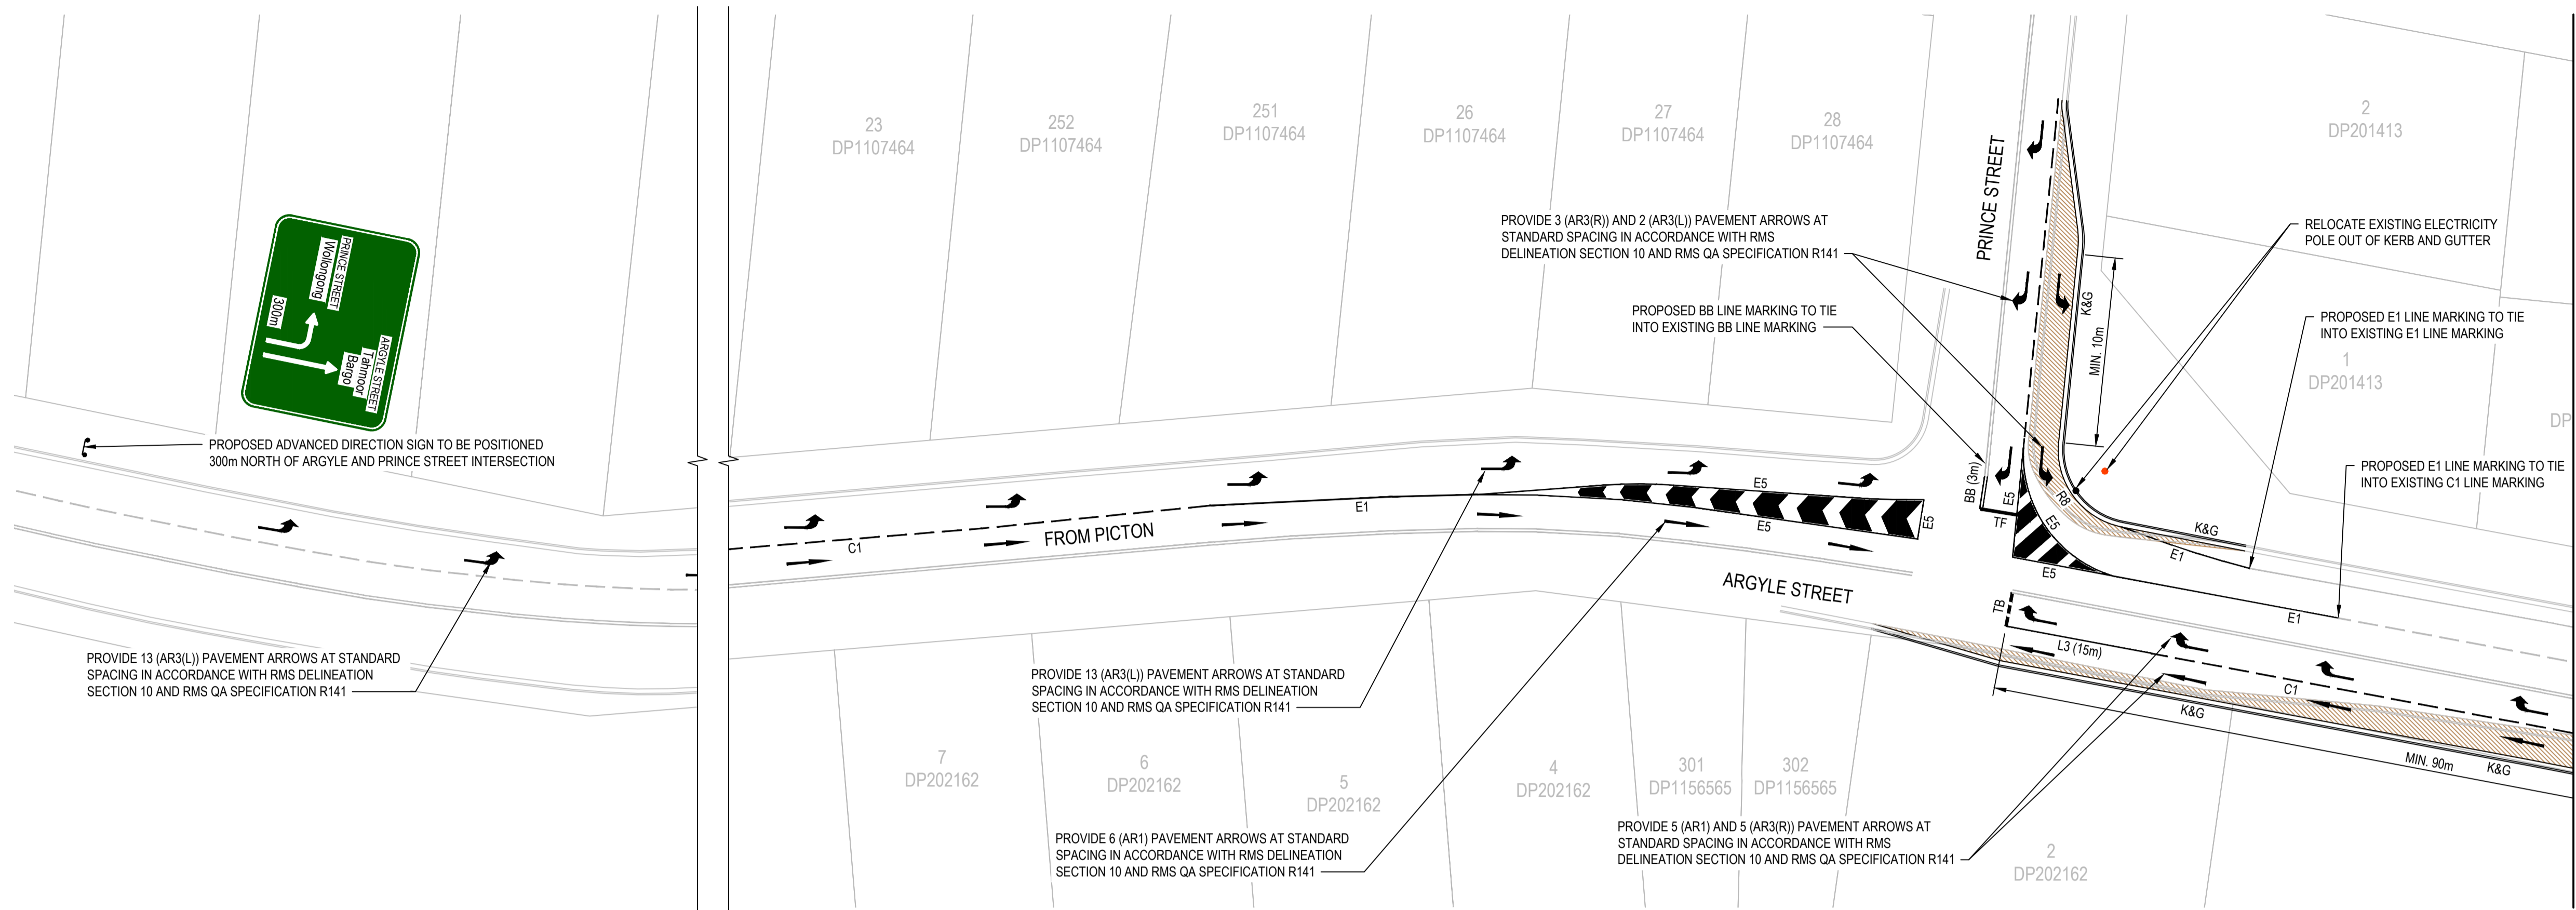 23
DP1107464
252
DP1107464
251
DP1107464
26
DP1107464
27
DP1107464
28
DP1107464
2
DP201413
PRINCE STREET
PROVIDE 3 (AR3(R)) AND 2 (AR3(L)) PAVEMENT ARROWS AT
STANDARD SPACING IN ACCORDANCE WITH RMS
DELINEATION SECTION 10 AND RMS QA SPECIFICATION R141
RELOCATE EXISTING ELECTRICITY
POLE OUT OF KERB AND GUTTER
PRINCE STREET
Wollongong
300m
ARGYLE STREET
Tahmoor
Bargo
PROPOSED BB LINE MARKING TO TIE
INTO EXISTING BB LINE MARKING
K&G
MIN. 10m
PROPOSED E1 LINE MARKING TO TIE
INTO EXISTING E1 LINE MARKING
1
DP201413
DP
PROPOSED ADVANCED DIRECTION SIGN TO BE POSITIONED
300m NORTH OF ARGYLE AND PRINCE STREET INTERSECTION
PROPOSED E1 LINE MARKING TO TIE
INTO EXISTING C1 LINE MARKING
BB (3m)
E5
R8
E5
TF
K&G
E1
E5
E5
E1
E5
E5
C1
FROM PICTON
ARGYLE STREET
TB
E1
L3 (15m)
C1
K&G
MIN. 90m
K&G
PROVIDE 13 (AR3(L)) PAVEMENT ARROWS AT STANDARD
SPACING IN ACCORDANCE WITH RMS DELINEATION
SECTION 10 AND RMS QA SPECIFICATION R141
PROVIDE 13 (AR3(L)) PAVEMENT ARROWS AT STANDARD
SPACING IN ACCORDANCE WITH RMS DELINEATION
SECTION 10 AND RMS QA SPECIFICATION R141
7
DP202162
6
DP202162
5
DP202162
4
DP202162
301
DP1156565
302
DP1156565
PROVIDE 6 (AR1) PAVEMENT ARROWS AT STANDARD
SPACING IN ACCORDANCE WITH RMS DELINEATION
SECTION 10 AND RMS QA SPECIFICATION R141
PROVIDE 5 (AR1) AND 5 (AR3(R)) PAVEMENT ARROWS AT
STANDARD SPACING IN ACCORDANCE WITH RMS
DELINEATION SECTION 10 AND RMS QA SPECIFICATION R141
2
DP202162